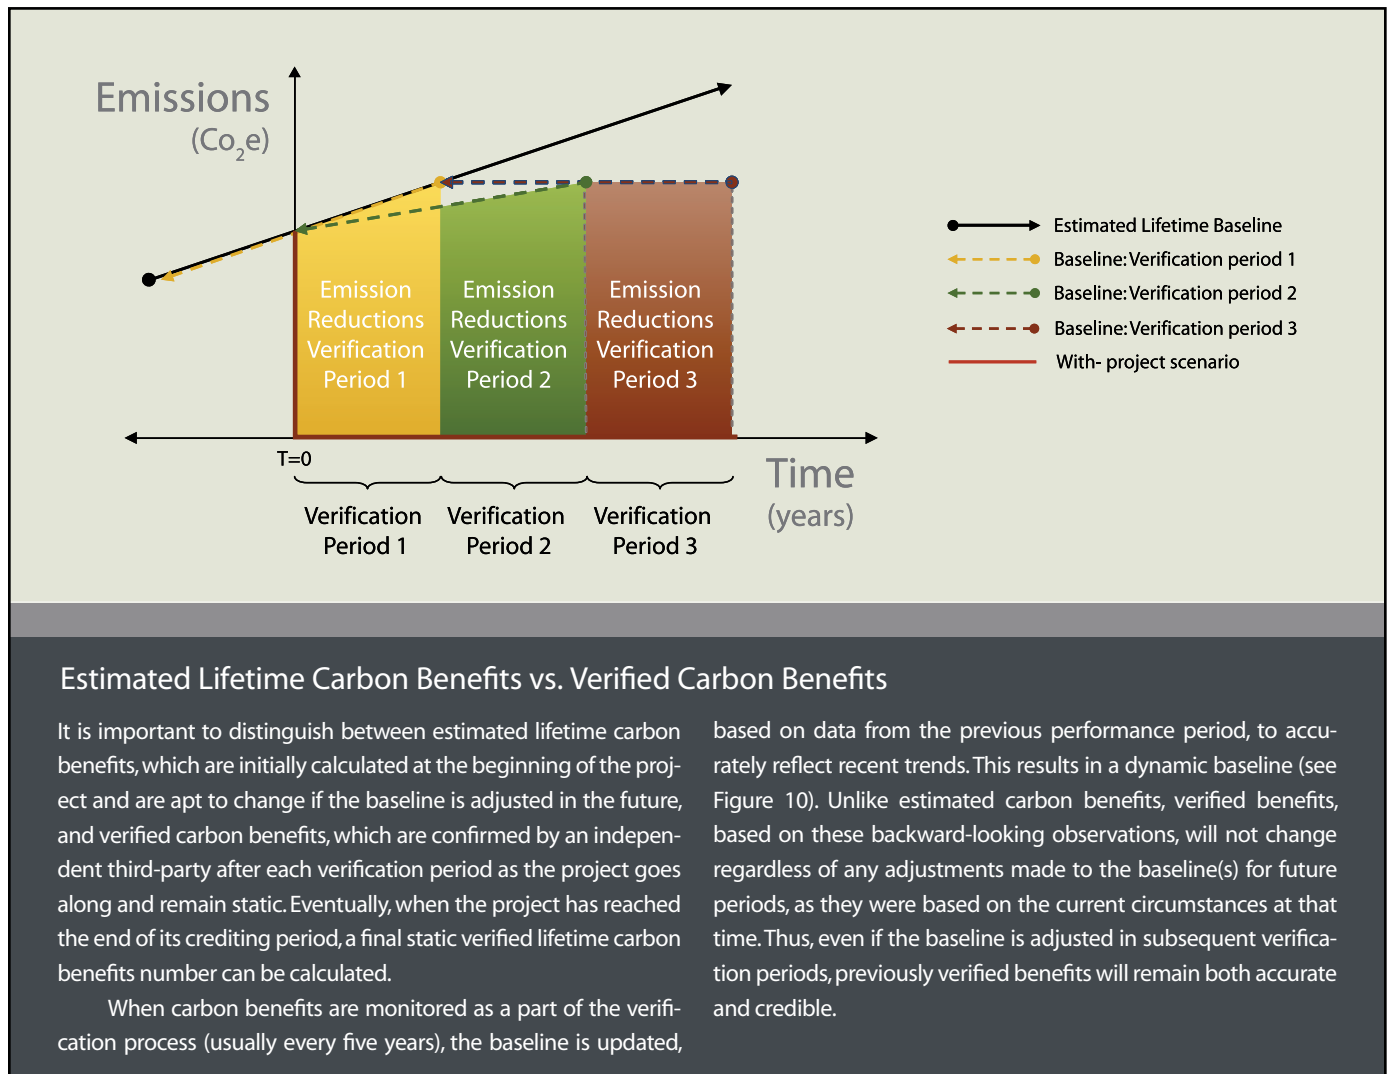 Emissions
(Co2e)
Estimated Lifetime Baseline
Baseline: Verification period 1
Baseline: Verification period 2
Baseline: Verification period 3
With- project scenario
Emission
Reductions
Verification
Period 1
Emission
Reductions
Verification
Period 2
Emission
Reductions
Verification
Period 3
T=0
Time
(years)
Verification
Period 1
Verification
Period 2
Verification
Period 3
Estimated Lifetime Carbon Benefits vs. Verified Carbon Benefits
It is important to distinguish between estimated lifetime carbon
benefits, which are initially calculated at the beginning of the proj-
ect and are apt to change if the baseline is adjusted in the future,
and verified carbon benefits, which are confirmed by an indepen-
dent third-party after each verification period as the project goes
along and remain static. Eventually, when the project has reached
the end of its crediting period, a final static verified lifetime carbon
benefits number can be calculated.
When carbon benefits are monitored as a part of the verifi-
cation process (usually every five years), the baseline is updated,
based on data from the previous performance period, to accu-
rately reflect recent trends. This results in a dynamic baseline (see
Figure 10). Unlike estimated carbon benefits, verified benefits,
based on these backward-looking observations, will not change
regardless of any adjustments made to the baseline(s) for future
periods, as they were based on the current circumstances at that
time. Thus, even if the baseline is adjusted in subsequent verifica-
tion periods, previously verified benefits will remain both accurate
and credible.